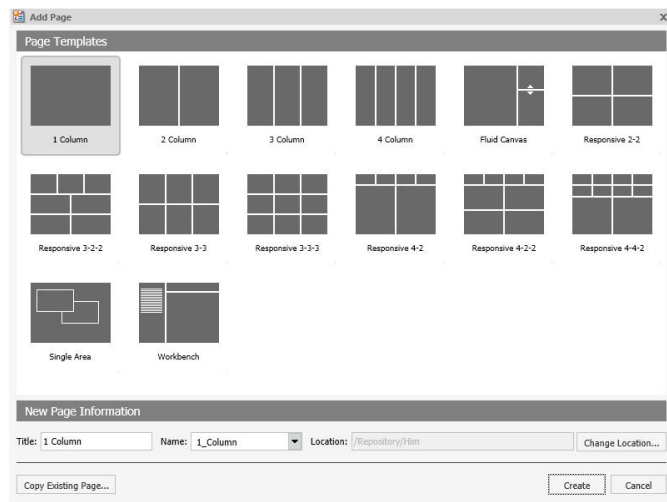 Add Page
Page Templates
1 Column
2 Column
3 Column
4 Column
Fluid Canvas
Responsive 2-2
Responsive 3-2-2
Responsive 3-3
Responsive 3-3-3
Responsive 4-2
Responsive 4-2-2
Responsive 4-4-2
Single Area
Workbench
New Page Information
Title: 1 Column Name: 1_Column Location: /Repository/Him Change Location...
Copy Existing Page... Create Cancel